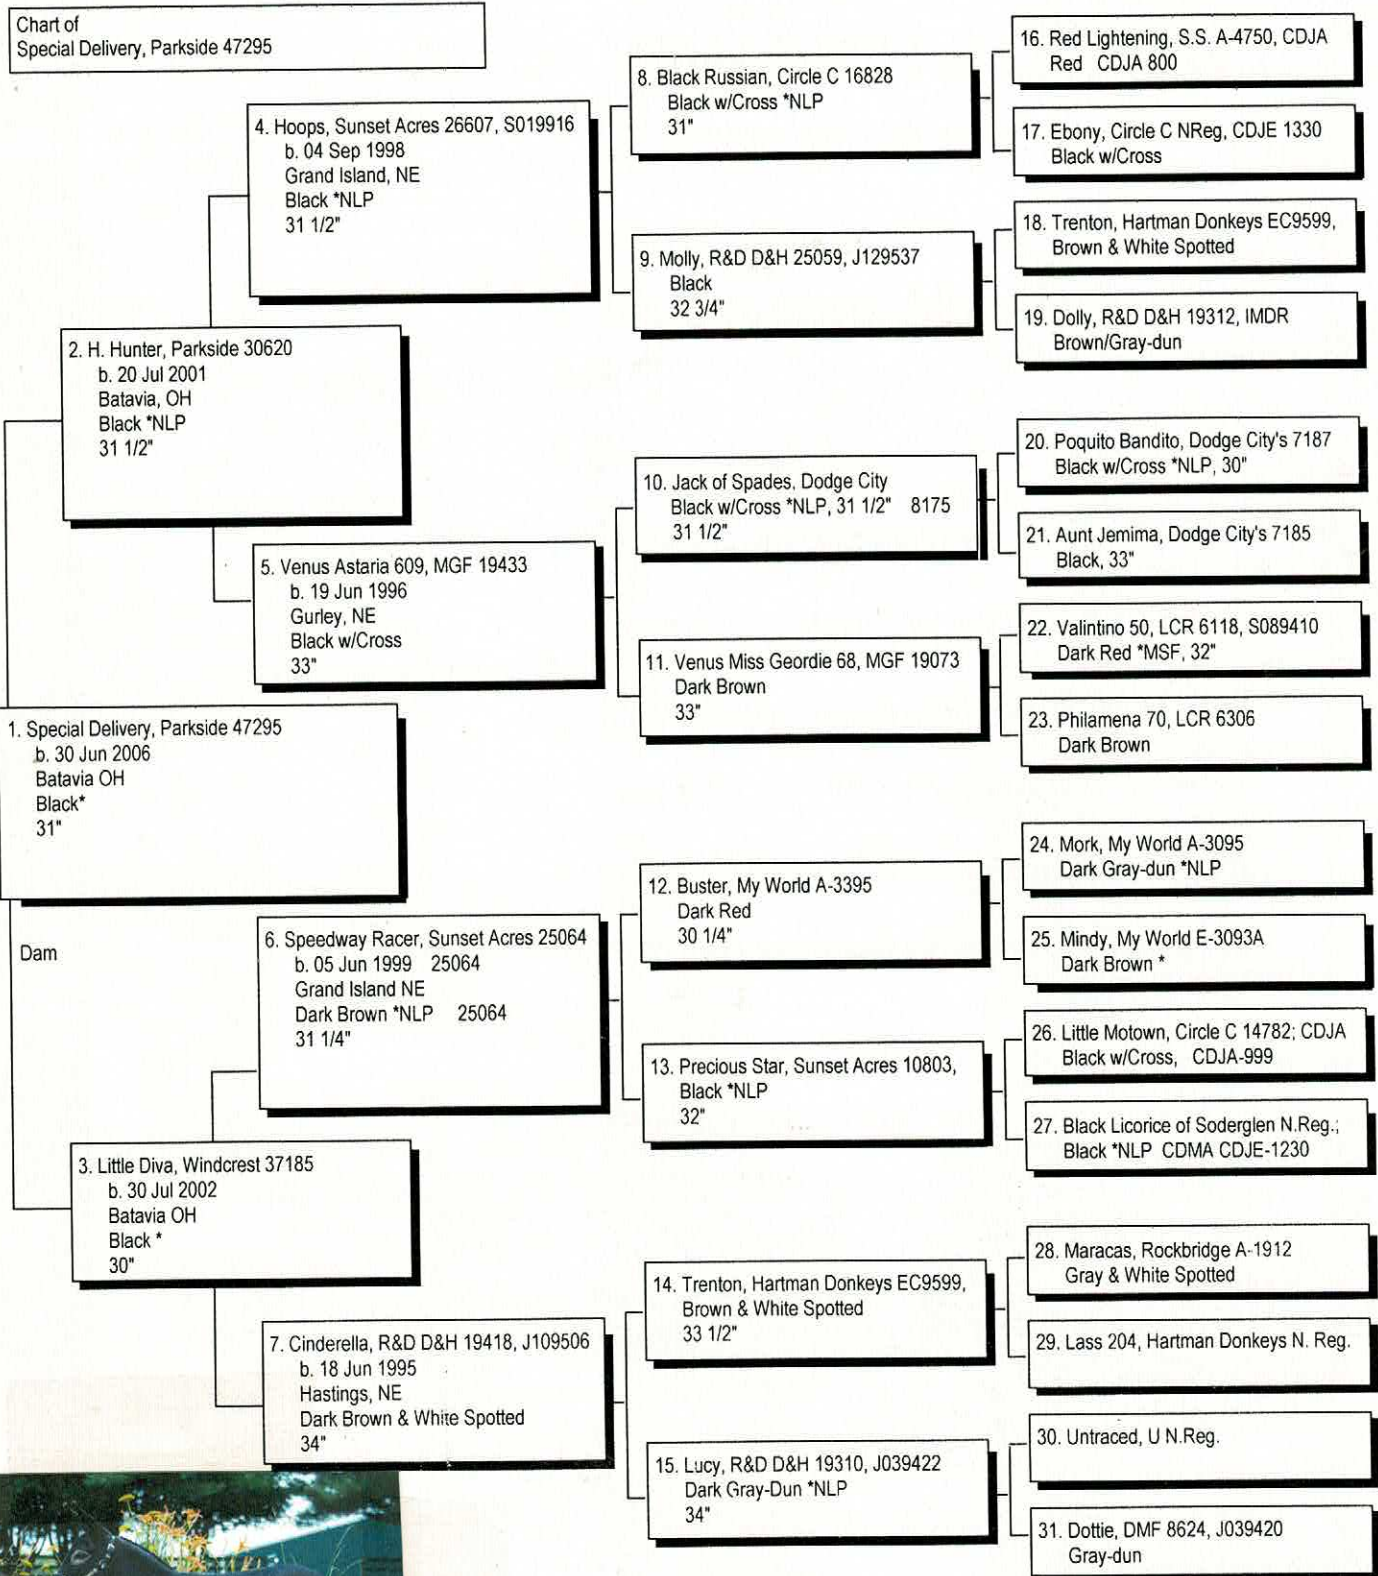 Chart of
Special Delivery, Parkside 47295
16. Red Lightening, S.S. A-4750, CDJA
Red CDJA 800
8. Black Russian, Circle C 16828
Black w/Cross *NLP
31"
4. Hoops, Sunset Acres 26607, S019916
b. 04 Sep 1998
Grand Island, NE
Black *NLP
31 1/2"
17. Ebony, Circle C NReg, CDJE 1330
Black w/Cross
18. Trenton, Hartman Donkeys EC9599,
Brown & White Spotted
9. Molly, R&D D&H 25059, J129537
Black
32 3/4"
19. Dolly, R&D D&H 19312, IMDR
Brown/Gray-dun
2. H. Hunter, Parkside 30620
b. 20 Jul 2001
Batavia, OH
Black *NLP
31 1/2"
20. Poquito Bandito, Dodge City's 7187
Black w/Cross *NLP, 30"
10. Jack of Spades, Dodge City
Black w/Cross *NLP, 31 1/2" 8175
31 1/2"
21. Aunt Jemima, Dodge City's 7185
Black, 33"
5. Venus Astaria 609, MGF 19433
b. 19 Jun 1996
Gurley, NE
Black w/Cross
33"
22. Valintino 50, LCR 6118, S089410
Dark Red *MSF, 32"
11. Venus Miss Geordie 68, MGF 19073
Dark Brown
33"
23. Philamena 70, LCR 6306
Dark Brown
1. Special Delivery, Parkside 47295
b. 30 Jun 2006
Batavia OH
Black*
31"
24. Mork, My World A-3095
Dark Gray-dun *NLP
12. Buster, My World A-3395
Dark Red
30 1/4"
25. Mindy, My World E-3093A
Dark Brown *
Dam
6. Speedway Racer, Sunset Acres 25064
b. 05 Jun 1999 25064
Grand Island NE
Dark Brown *NLP 25064
31 1/4"
26. Little Motown, Circle C 14782; CDJA
Black w/Cross, CDJA-999
13. Precious Star, Sunset Acres 10803,
Black *NLP
32"
27. Black Licorice of Soderglen N.Reg.;
Black *NLP CDMA CDJE-1230
3. Little Diva, Windcrest 37185
b. 30 Jul 2002
Batavia OH
Black *
30"
28. Maracas, Rockbridge A-1912
Gray & White Spotted
14. Trenton, Hartman Donkeys EC9599,
Brown & White Spotted
33 1/2"
29. Lass 204, Hartman Donkeys N. Reg.
7. Cinderella, R&D D&H 19418, J109506
b. 18 Jun 1995
Hastings, NE
Dark Brown & White Spotted
34"
30. Untraced, U N.Reg.
15. Lucy, R&D D&H 19310, J039422
Dark Gray-Dun *NLP
34"
31. Dottie, DMF 8624, J039420
Gray-dun